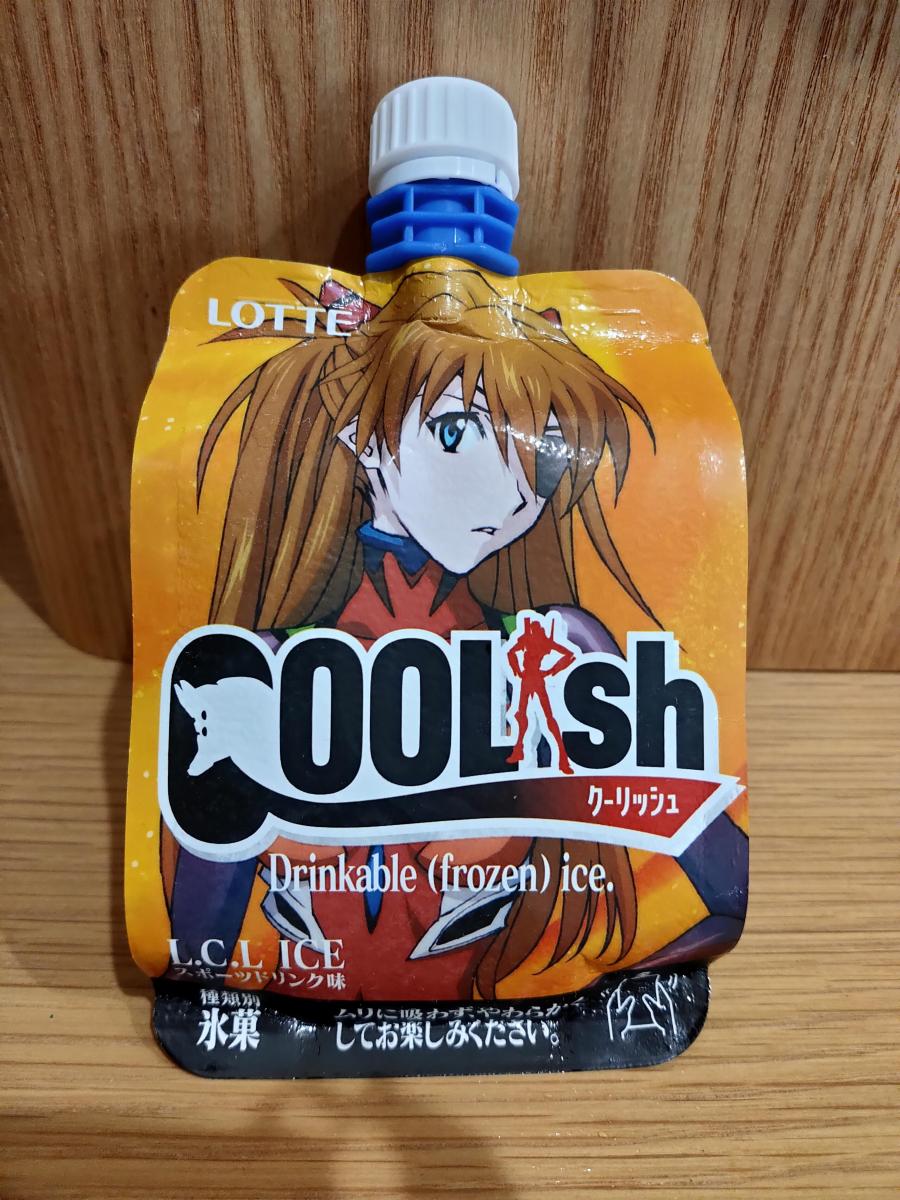 LOTTE
COOLish
クーリッシュ
Drinkable (frozen) ice.
L.C.L ICE
スポーツドリンク味
種類別
氷菓
ムリに吸わずやわらか
してお楽しみください。